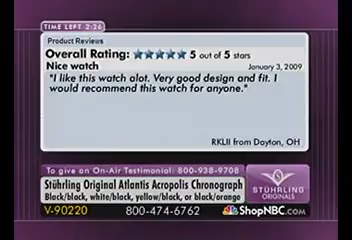 TIME LEFT 2:26
Product Reviews
Overall Rating: ★★★★★ 5 out of 5 stars
Nice watch January 3, 2009
"I like this watch alot. Very good design and fit. I
would recommend this watch for anyone."
RKLII from Dayton, OH
To give an On-Air Testimonial: 800-938-9708
Stührling Original Atlantis Acropolis Chronograph
Black/black, white/black, yellow/black, or black/orange
STÜHRLING
ORIGINALS
V-90220 800-474-6762 ShopNBC.com